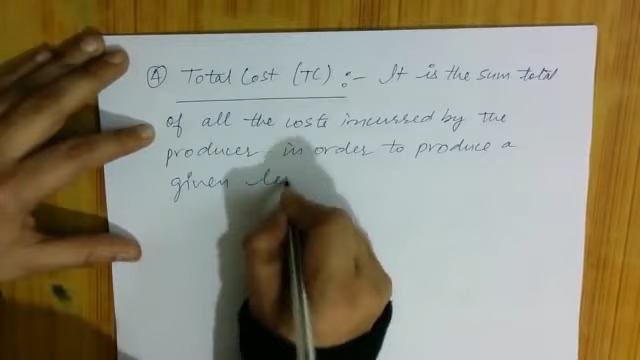 Ⓐ Total Cost (TC) :- It is the sum total
of all the costs incurred by the
producer in order to produce a
given le